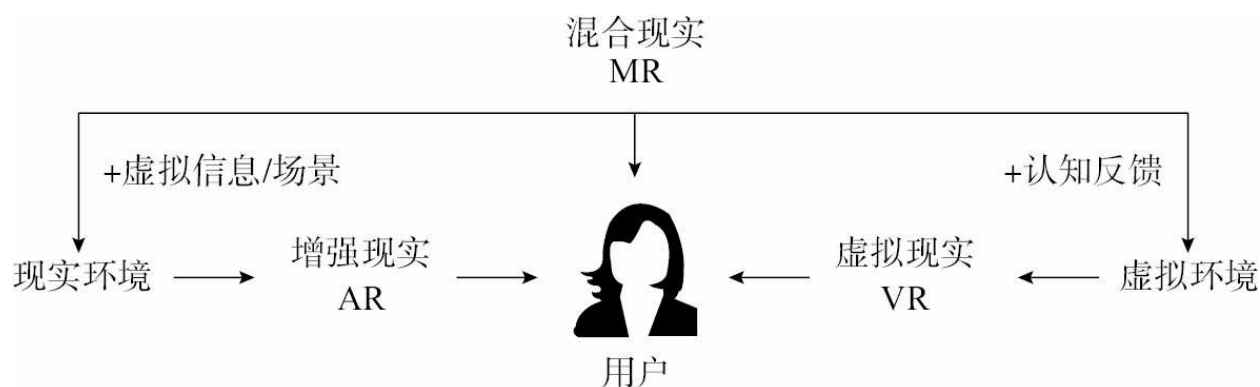 混合现实
MR
+虚拟信息/场景
+认知反馈
现实环境
增强现实
AR
虚拟现实
VR
虚拟环境
用户